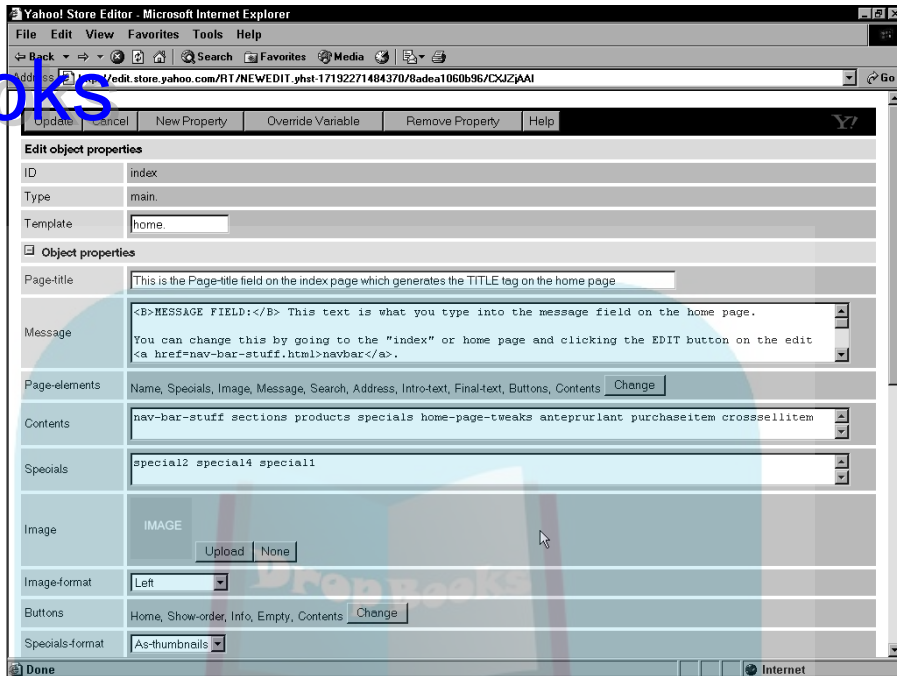 Yahoo! Store Editor - Microsoft Internet Explorer
File Edit View Favorites Tools Help
Back Search Favorites Media
Address http://edit.store.yahoo.com/RT/NEWEDIT.yhst-17192271484370/8adea1060b96/CXJZjAAI Go
oks
Update Cancel New Property Override Variable Remove Property Help Y!
Edit object properties
ID index
Type main.
Template home.
Object properties
Page-title This is the Page-title field on the index page which generates the TITLE tag on the home page
Message <B>MESSAGE FIELD:</B> This text is what you type into the message field on the home page.
You can change this by going to the "index" or home page and clicking the EDIT button on the edit
<a href=nav-bar-stuff.html>navbar</a>.
Page-elements Name, Specials, Image, Message, Search, Address, Intro-text, Final-text, Buttons, Contents Change
Contents nav-bar-stuff sections products specials home-page-tweaks anteprurlant purchaseitem crosssellitem
Specials special2 special4 special1
Image IMAGE Upload None
Image-format Left
DropBooks
Buttons Home, Show-order, Info, Empty, Contents Change
Specials-format As-thumbnails
Done Internet